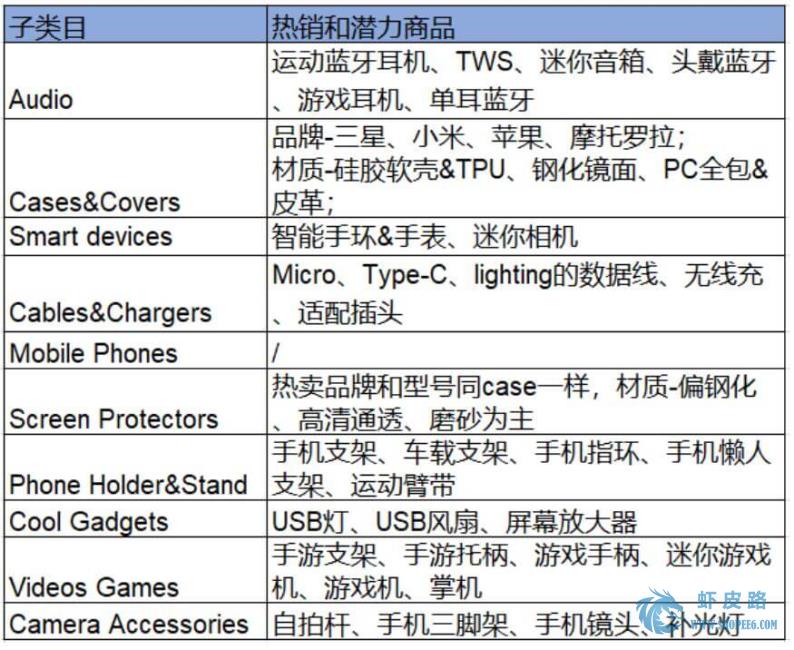 子类目 热销和潜力商品
运动蓝牙耳机、TWS、迷你音箱、头戴蓝牙
Audio 、游戏耳机、单耳蓝牙
品牌-三星、小米、苹果、摩托罗拉；
材质-硅胶软壳&TPU、钢化镜面、PC全包&
Cases&Covers 皮革；
Smart devices 智能手环&手表、迷你相机
Micro、Type-C、lighting的数据线、无线充
Cables&Chargers 、适配插头
Mobile Phones /
热卖品牌和型号同case一样，材质-偏钢化
Screen Protectors 、高清通透、磨砂为主
手机支架、车载支架、手机指环、手机懒人
Phone Holder&Stand 支架、运动臂带
Cool Gadgets USB灯、USB风扇、屏幕放大器
手游支架、手游托柄、游戏手柄、迷你游戏
Videos Games 机、游戏机、掌机
Camera Accessories 自拍杆、手机三脚架、手机镜头、补光灯
虾皮路
WWW.SHOPEE6.COM